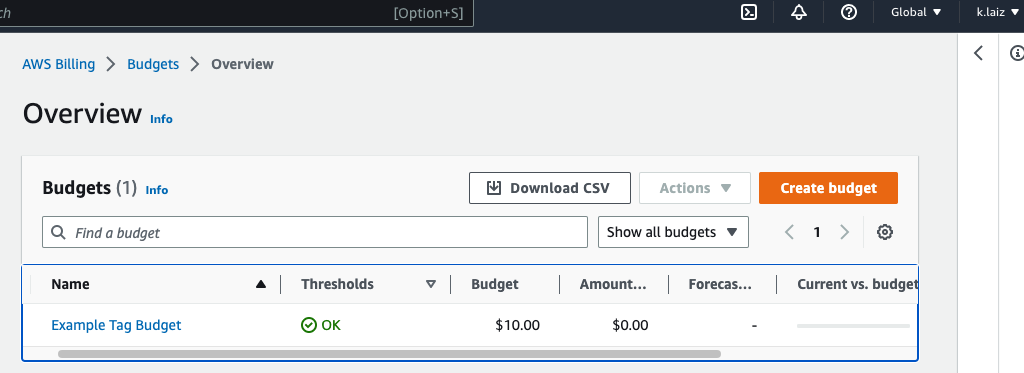 [Option+S] Global k.laiz
AWS Billing Budgets Overview
Overview Info
Budgets (1) Info Download CSV Actions Create budget
Find a budget Show all budgets 1
Name Thresholds Budget Amount... Forecas... Current vs. budget
Example Tag Budget OK $10.00 $0.00 -